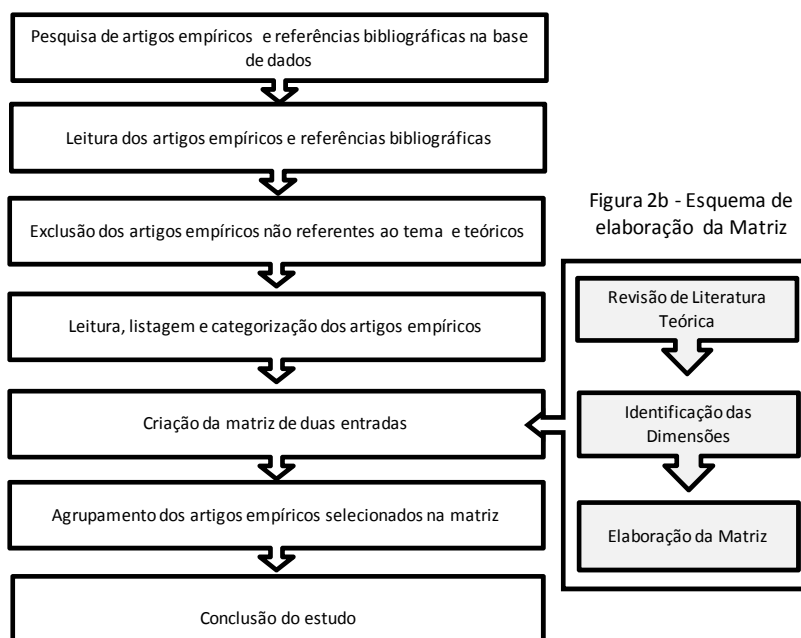 Pesquisa de artigos empíricos e referências bibliográficas na base
de dados
Leitura dos artigos empíricos e referências bibliográficas
Exclusão dos artigos empíricos não referentes ao tema e teóricos
Leitura, listagem e categorização dos artigos empíricos
Criação da matriz de duas entradas
Agrupamento dos artigos empíricos selecionados na matriz
Conclusão do estudo
Figura 2b - Esquema de
elaboração da Matriz
Revisão de Literatura
Teórica
Identificação das
Dimensões
Elaboração da Matriz